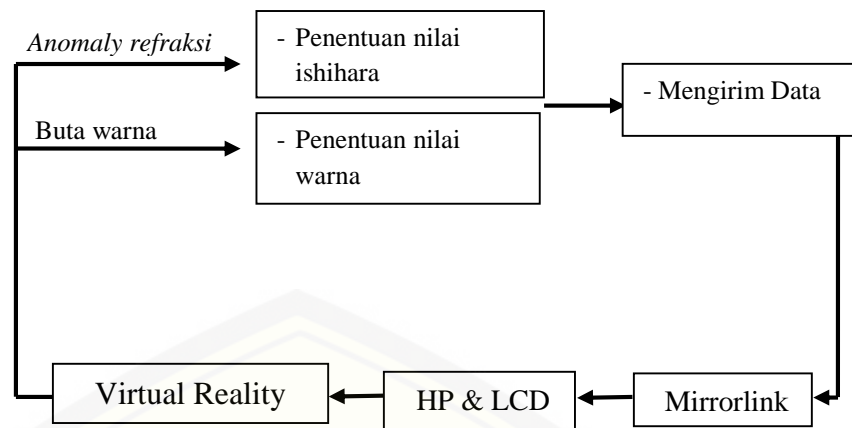 Anomaly refraksi
- Penentuan nilai
ishihara
- Mengirim Data
Buta warna
- Penentuan nilai
warna
Virtual Reality
HP & LCD
Mirrorlink